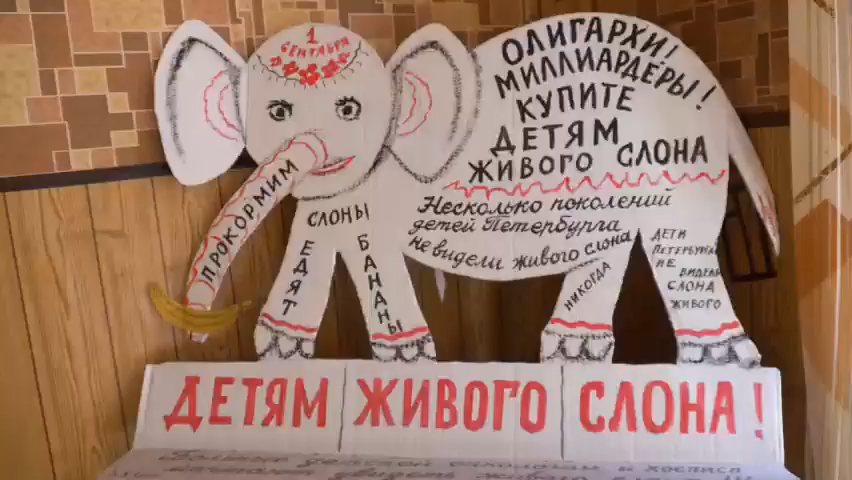 1
СЕНТЯБРЯ
ОЛИГАРХИ!
МИЛЛИАРДЕРЫ!
КУПИТЕ
ДЕТЯМ
ЖИВОГО СЛОНА
Несколько поколений
детей Петербурга
не видели живого слона
ПРОКОРМИМ
СЛОНЫ
ЕДЯТ
БАНАНЫ
НИКОГДА
ДЕТИ
ПЕТЕРБУРГА
НЕ
ВИДЕЛИ
СЛОНА
ЖИВОГО
ДЕТЯМ ЖИВОГО СЛОНА!